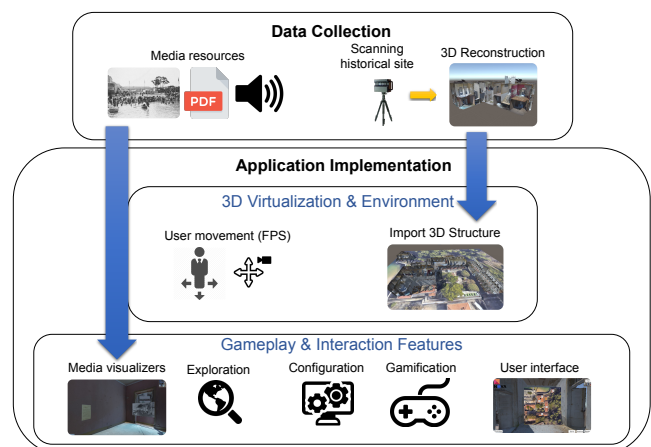 Data Collection
Media resources
Scanning
historical site
3D Reconstruction
PDF
Application Implementation
3D Virtualization & Environment
User movement (FPS)
Import 3D Structure
Gameplay & Interaction Features
Media visualizers
Exploration
Configuration
Gamification
User interface